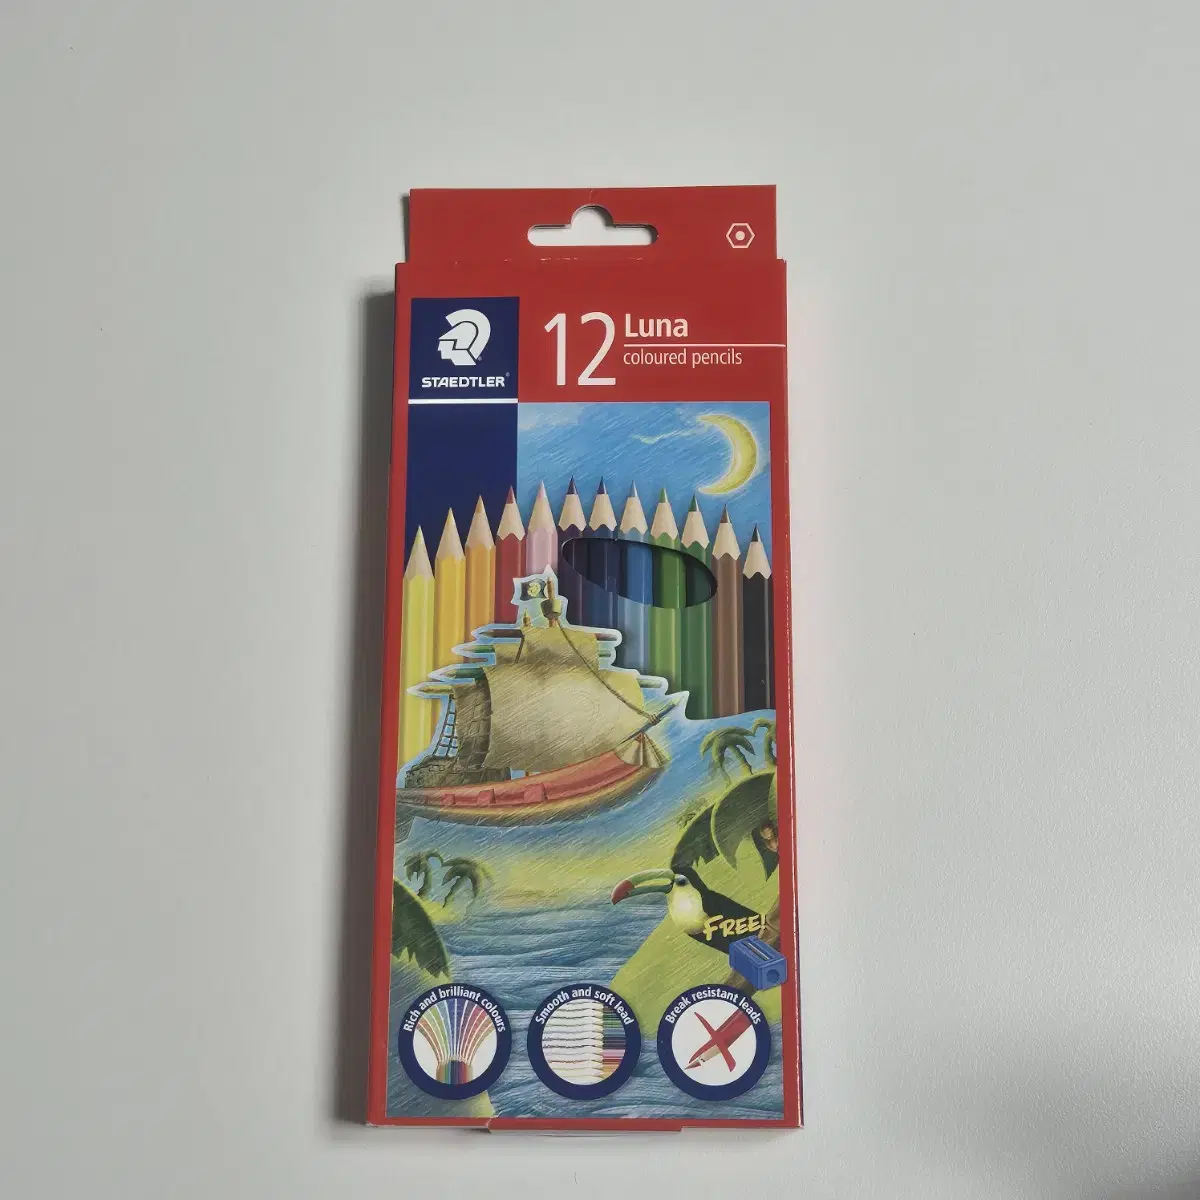 STAEDTLER®
12 Luna
coloured pencils
FREE!
Rich and brilliant colours
Smooth and soft lead
Break resistant leads